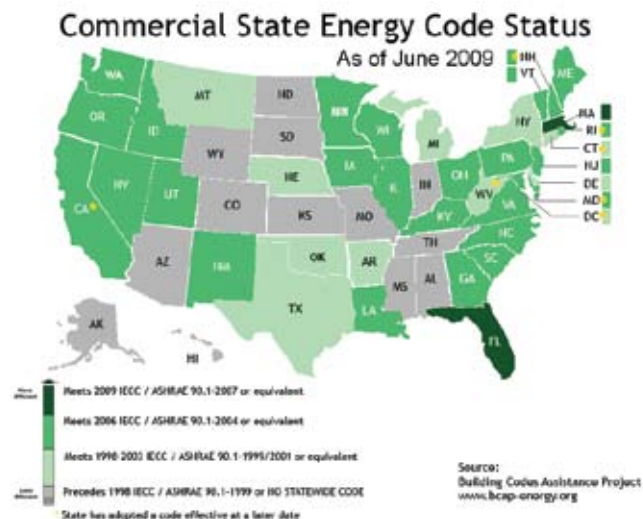 Commercial State Energy Code Status
As of June 2009
NH
VT
WA
ME
MT
ND
MN
OR
ID
SD
WI
NY
MA
MI
RI
WY
CT
IA
PA
NE
NJ
NV
OH
IL
IN
DE
UT
WV
CA
CO
VA
MD
KS
MO
KY
DC
NC
TN
OK
AR
SC
AZ
NM
MS
AL
GA
TX
LA
AK
FL
HI
Meets 2009 IECC / ASHRAE 90.1-2007 or equivalent
Meets 2006 IECC / ASHRAE 90.1-2004 or equivalent
Meets 1998-2003 IECC / ASHRAE 90.1-1999/2001 or equivalent
Precedes 1998 IECC / ASHRAE 90.1-1999 or NO STATEWIDE CODE
State has adopted a code effective at a later date
Source:
Building Codes Assistance Project
www.bcap-energy.org